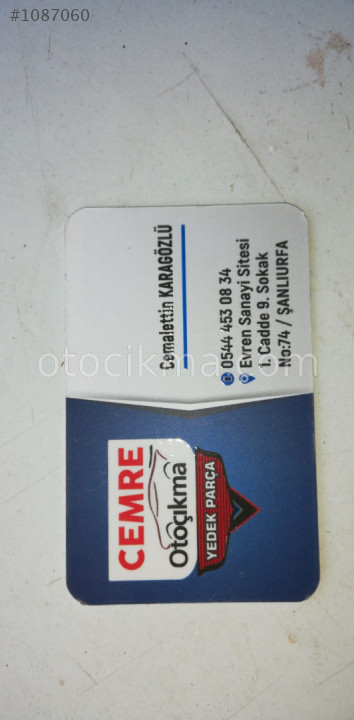 #1087060
CEMRE
Otoçıkma
YEDEK PARÇA
Cemalettin KARAGÖZLÜ
0544 453 08 34
Evren Sanayi Sitesi
1. Cadde 9. Sokak
No:74 / ŞANLIURFA
otocikma.com